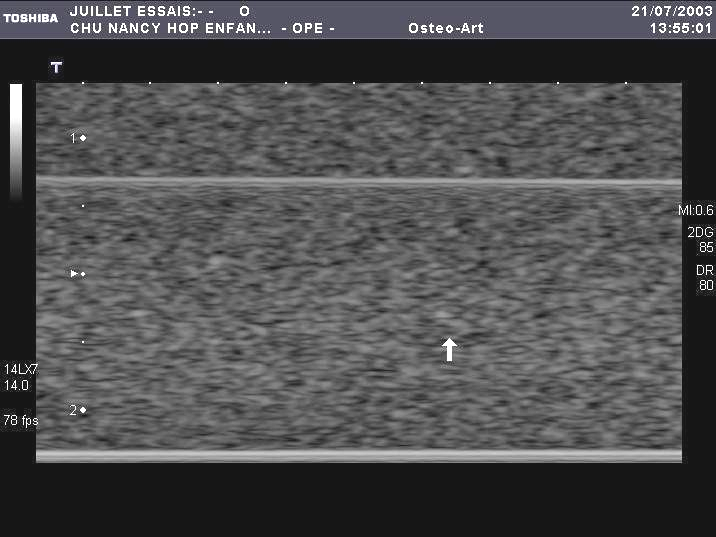 TOSHIBA
JUILLET ESSAIS:- - O
21/07/2003
CHU NANCY HOP ENFAN... - OPE -
Osteo-Art
13:55:01
T
1
MI:0.6
2DG
85
DR
80
14LX7
14.0
2
78 fps